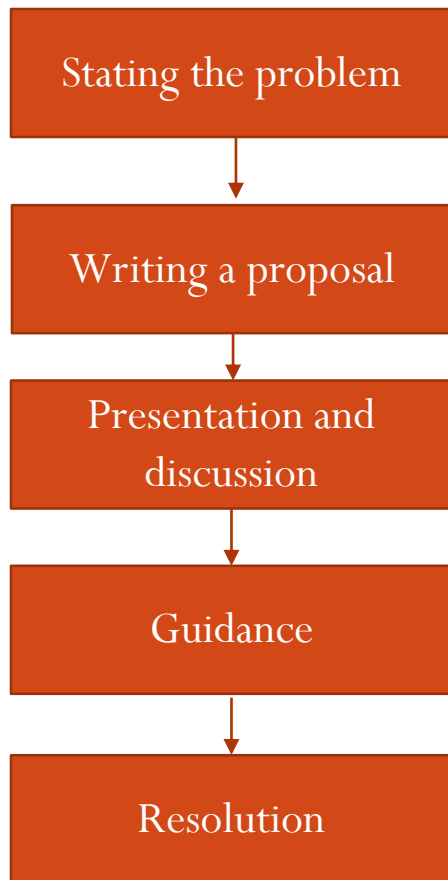 Stating the problem
Writing a proposal
Presentation and
discussion
Guidance
Resolution